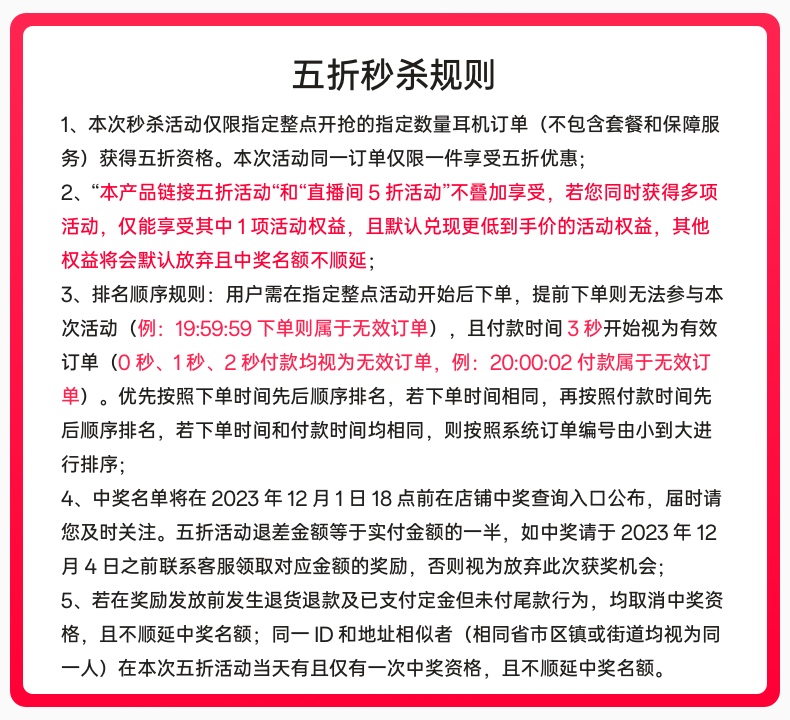 五折秒杀规则
1、本次秒杀活动仅限指定整点开抢的指定数量耳机订单（不包含套餐和保障服
务）获得五折资格。本次活动同一订单仅限一件享受五折优惠；
2、“本产品链接五折活动“和“直播间 5 折活动”不叠加享受，若您同时获得多项
活动，仅能享受其中 1 项活动权益，且默认兑现更低到手价的活动权益，其他
权益将会默认放弃且中奖名额不顺延；
3、排名顺序规则：用户需在指定整点活动开始后下单，提前下单则无法参与本
次活动（例：19:59:59 下单则属于无效订单），且付款时间 3 秒开始视为有效
订单（0 秒、1 秒、2 秒付款均视为无效订单，例：20:00:02 付款属于无效订
单）。优先按照下单时间先后顺序排名，若下单时间相同，再按照付款时间先
后顺序排名，若下单时间和付款时间均相同，则按照系统订单编号由小到大进
行排序；
4、中奖名单将在 2023 年 12 月 1 日 18 点前在店铺中奖查询入口公布，届时请
您及时关注。五折活动退差金额等于实付金额的一半，如中奖请于 2023 年 12
月 4 日之前联系客服领取对应金额的奖励，否则视为放弃此次获奖机会；
5、若在奖励发放前发生退货退款及已支付定金但未付尾款行为，均取消中奖资
格，且不顺延中奖名额；同一 ID 和地址相似者（相同省市区镇或街道均视为同
一人）在本次五折活动当天有且仅有一次中奖资格，且不顺延中奖名额。